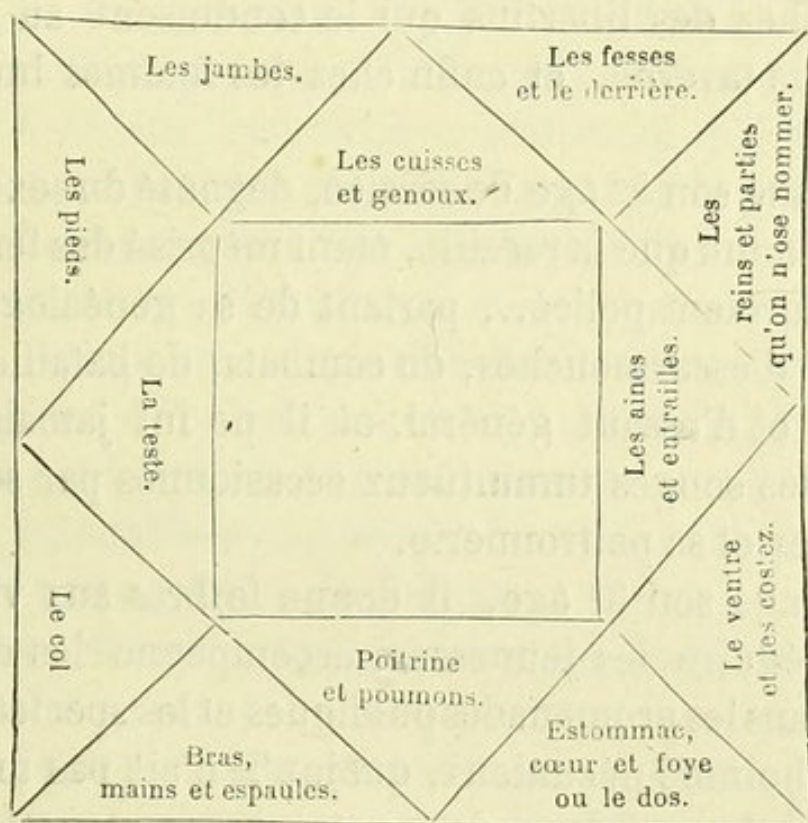 Les jambes.
Les fesses
et le derrière.
Les cuisses
et genoux.
Les pieds.
La teste.
Les aines
et entrailles.
Les
reins et parties
qu'on n'ose nommer.
Le col
Le ventre
et les costez.
Poitrine
et poumons.
Bras,
mains et espaules.
Estommac,
cœur et foye
ou le dos.